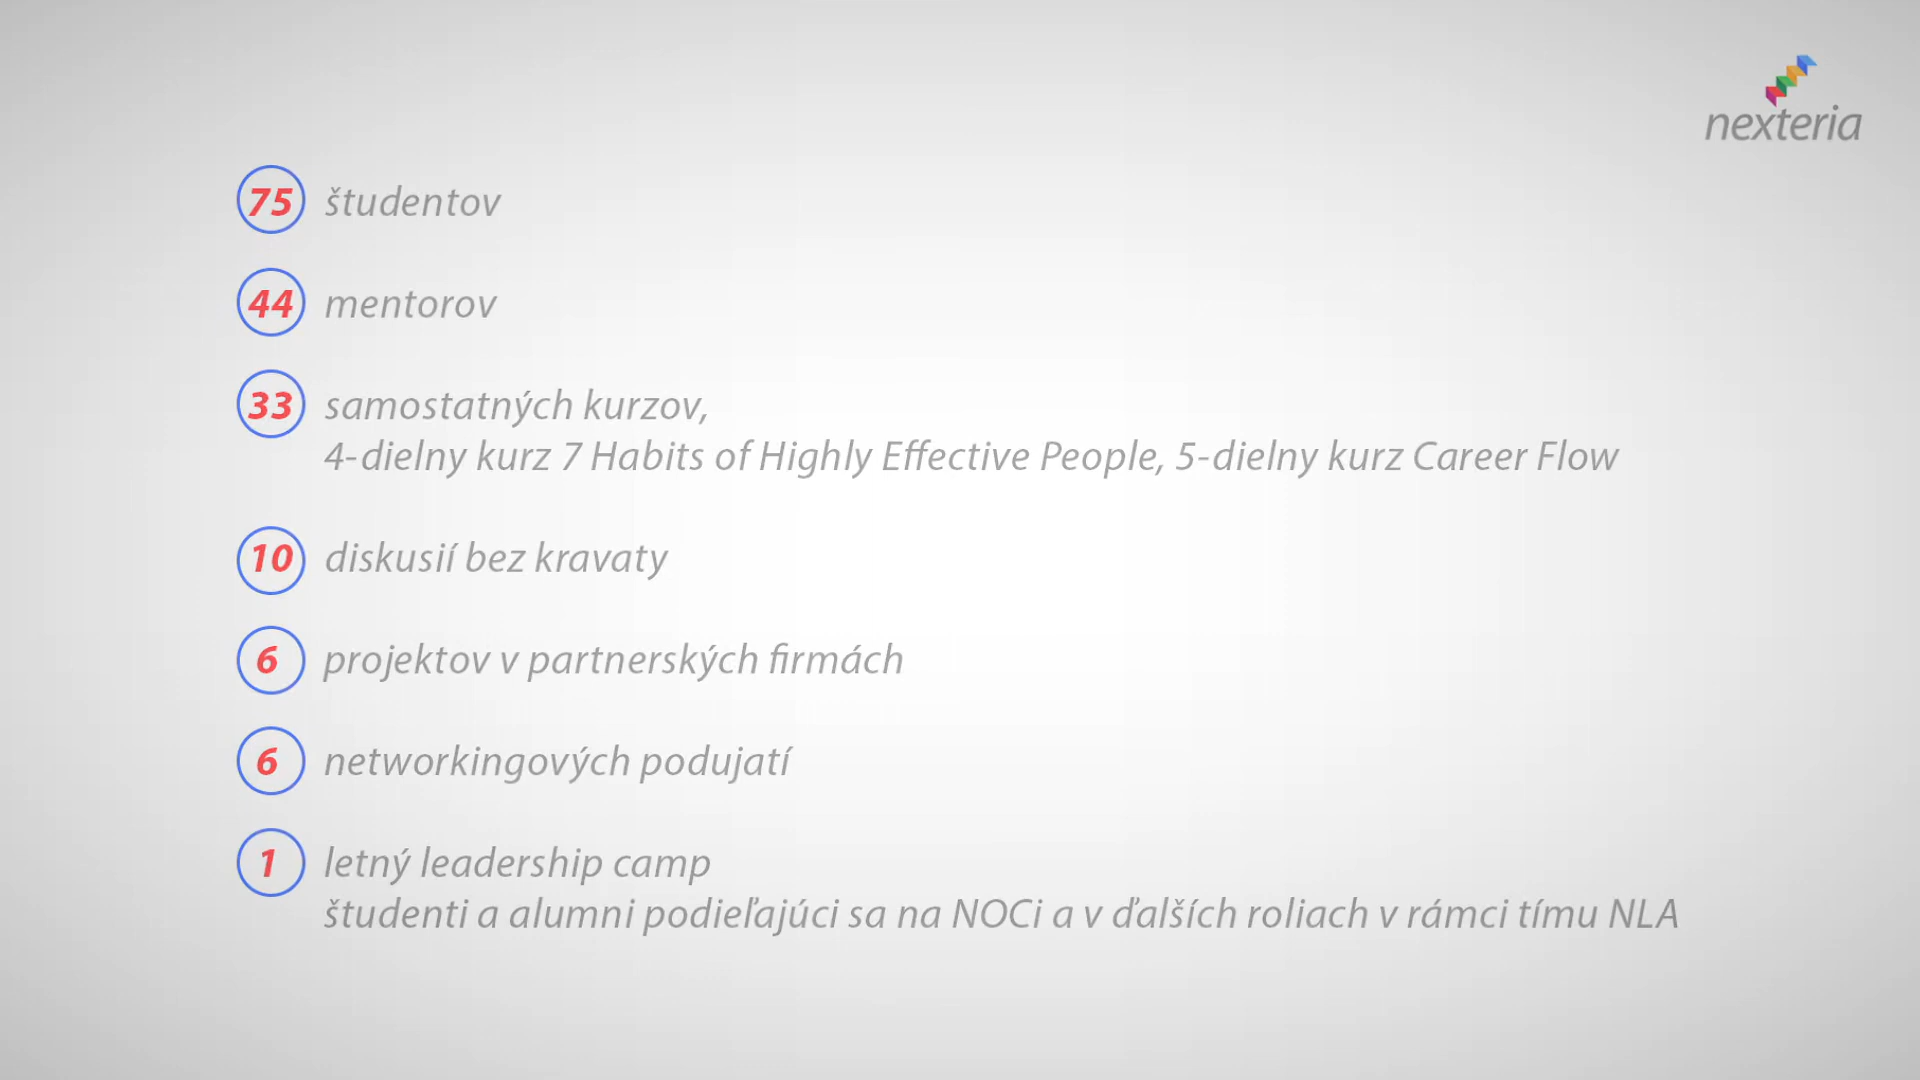 nexteria
75 študentov
44 mentorov
33 samostatných kurzov,
4-dielny kurz 7 Habits of Highly Effective People, 5-dielny kurz Career Flow
10 diskusií bez kravaty
6 projektov v partnerských firmách
6 networkingových podujatí
1 letný leadership camp
študenti a alumni podieľajúci sa na NOCi a v ďalších roliach v rámci tímu NLA